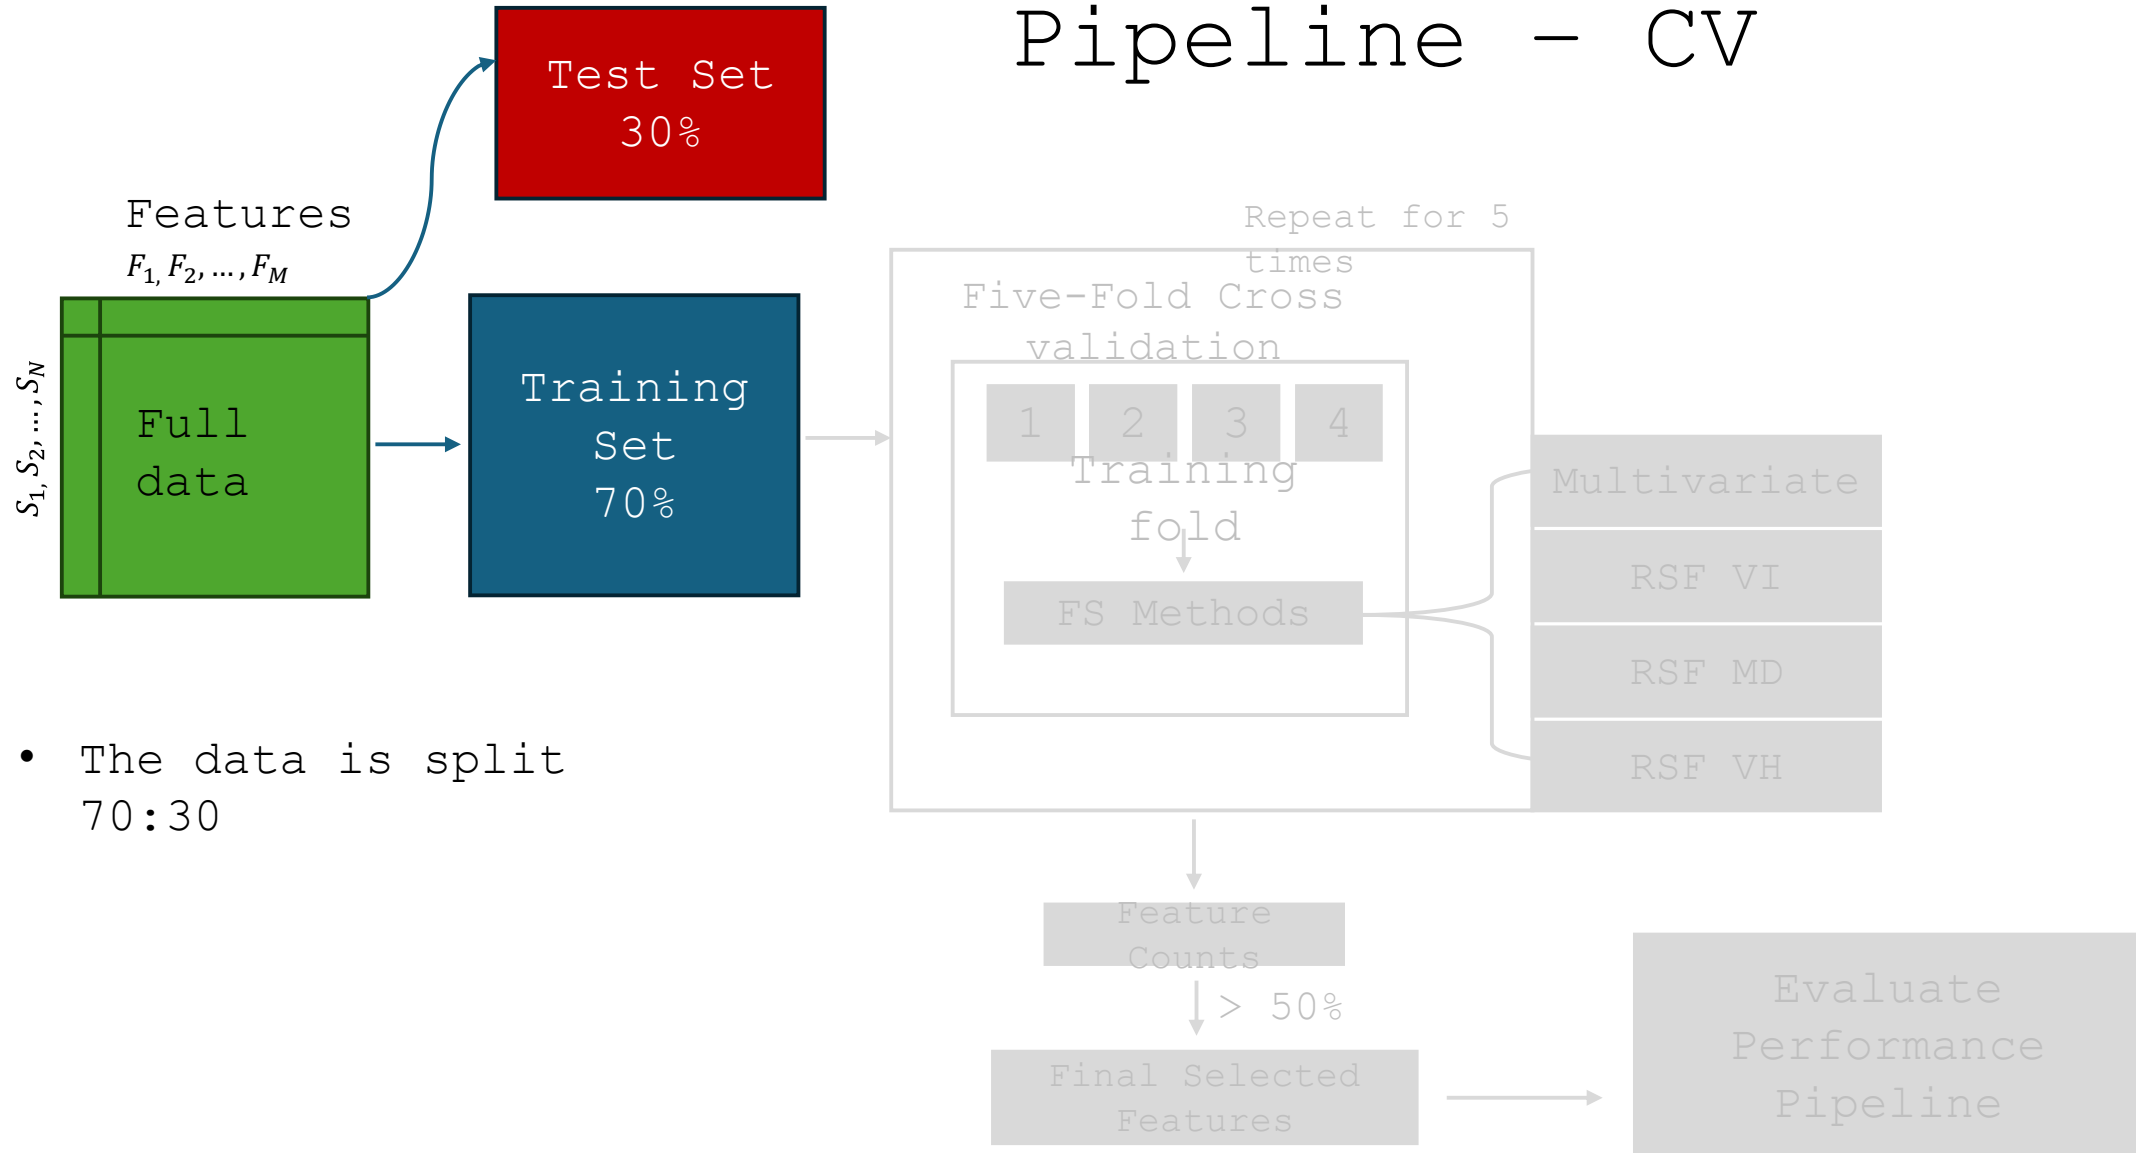 Pipeline - CV
Test Set
30%
Features
F₁, F₂, … , F_M
S₁, S₂, … , S_N
Full
data
Training
Set
70%
Repeat for 5
times
Five-Fold Cross
validation
1 2 3 4
Training
fold
FS Methods
Multivariate
RSF VI
RSF MD
RSF VH
• The data is split
70:30
Feature
Counts
> 50%
Final Selected
Features
Evaluate
Performance
Pipeline